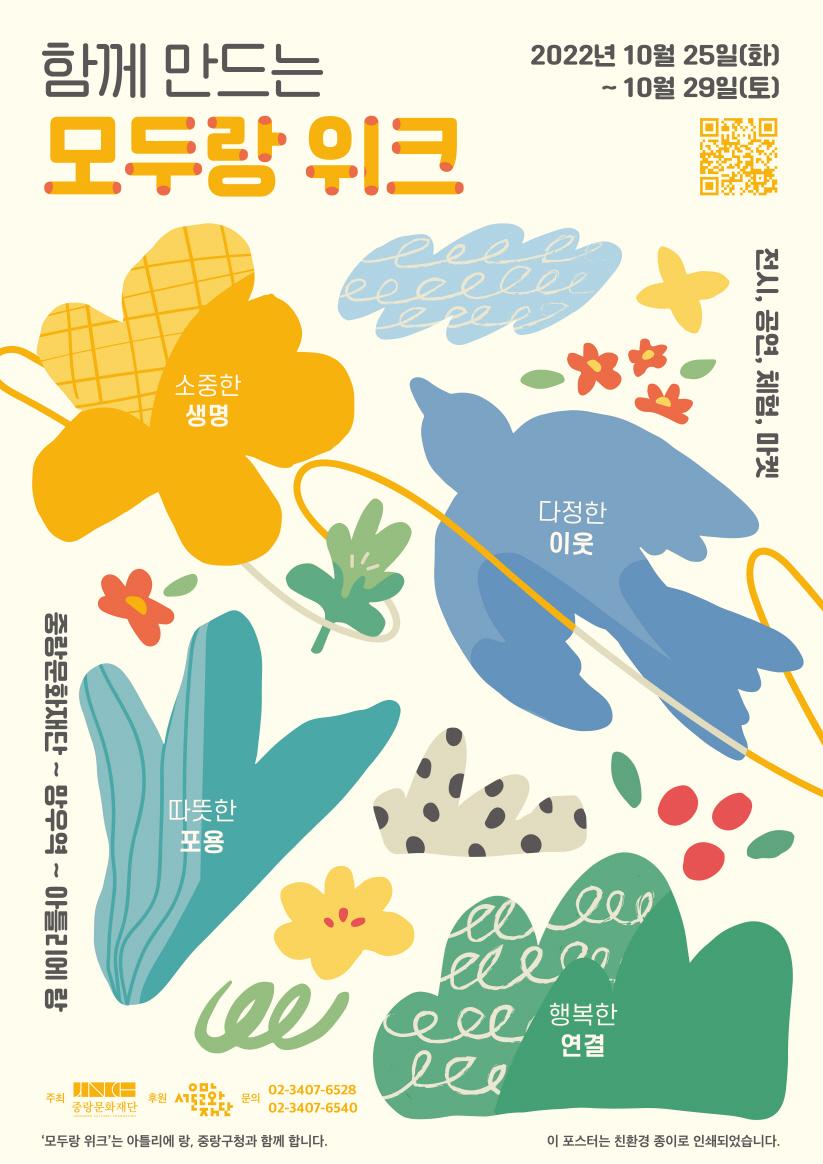 함께 만드는
모두랑 위크
2022년 10월 25일(화)
~ 10월 29일(토)
전시, 공연, 체험, 마켓
소중한
생명
다정한
이웃
중랑문화재단 ~ 망우역 ~ 아틀리에 랑
따뜻한
포용
행복한
연결
주최 중랑문화재단 후원 서울문화재단 문의 02-3407-6528
02-3407-6540
'모두랑 위크'는 아틀리에 랑, 중랑구청과 함께 합니다.
이 포스터는 친환경 종이로 인쇄되었습니다.